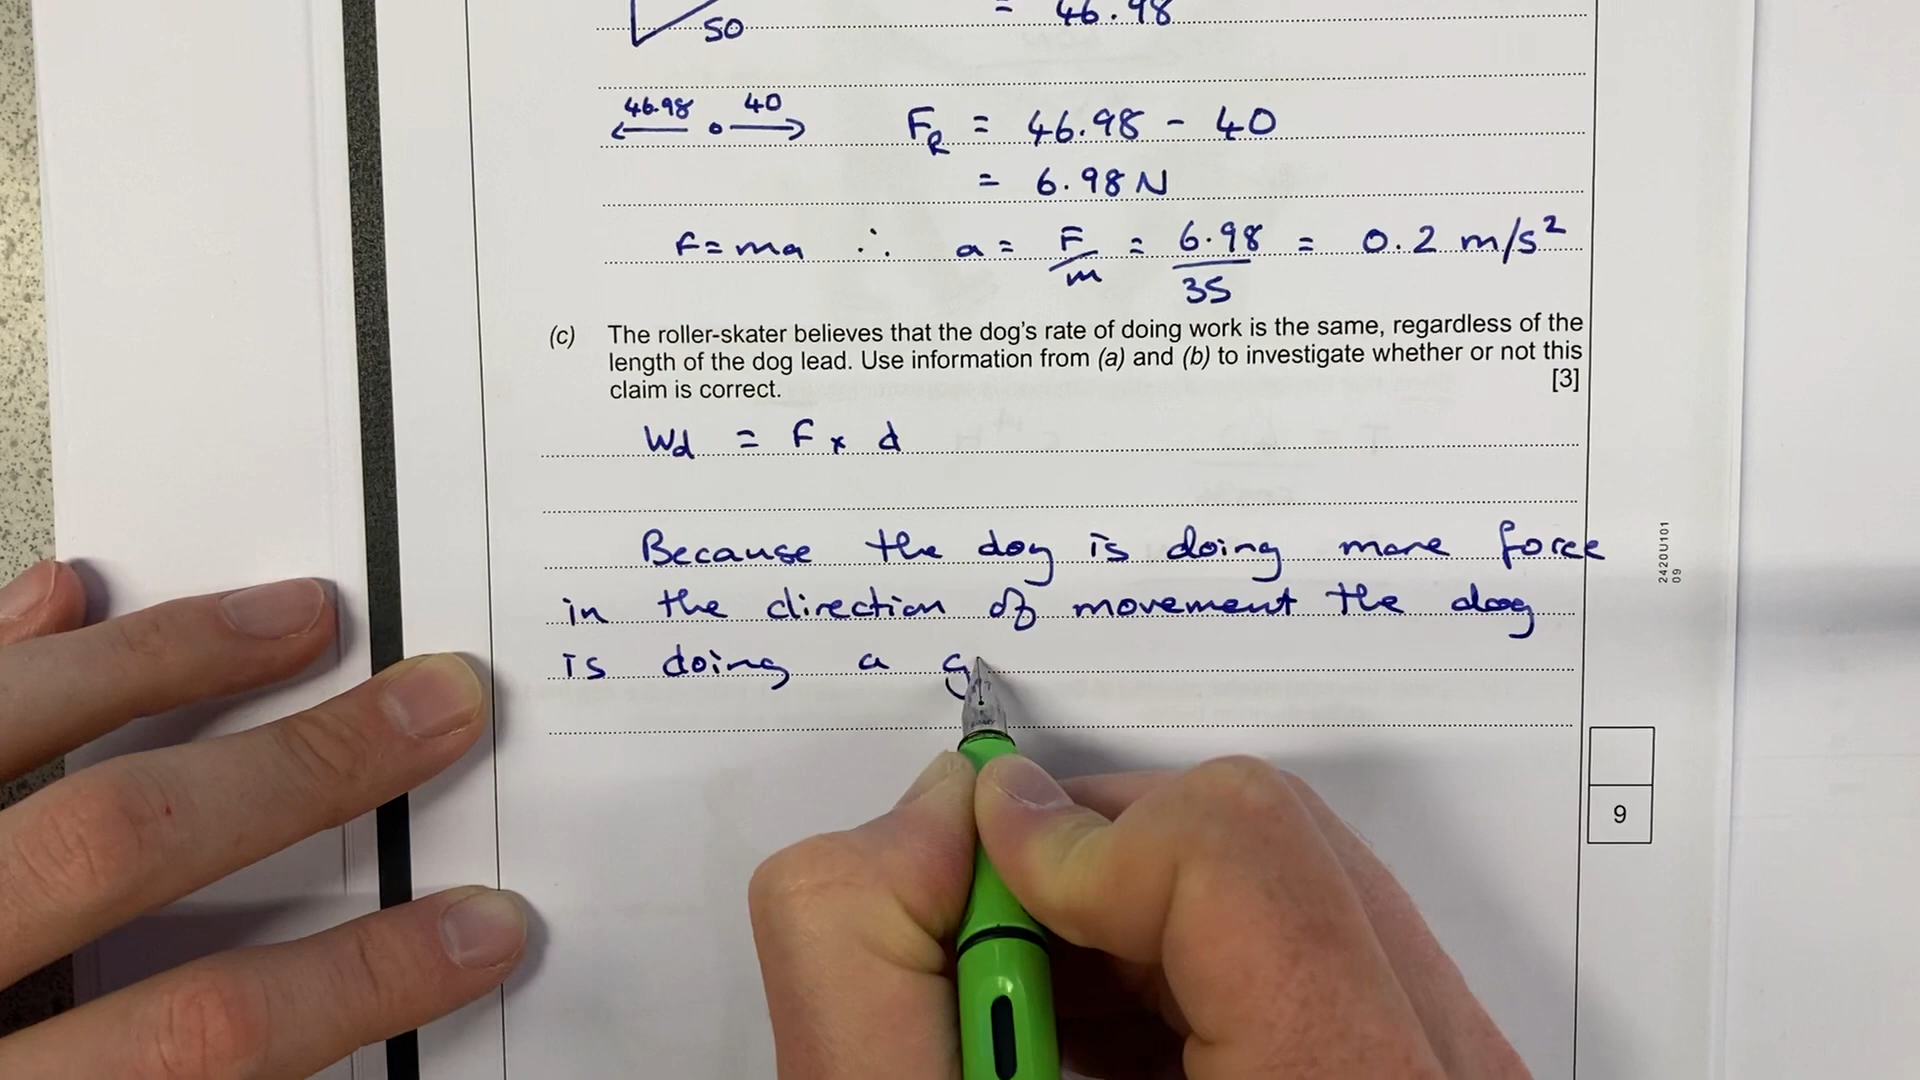 50
= 46.98
46.98 40
F_R = 46.98 - 40
= 6.98 N
F = ma ∴ a = F/m = 6.98/35 = 0.2 m/s²
(c) The roller-skater believes that the dog's rate of doing work is the same, regardless of the
length of the dog lead. Use information from (a) and (b) to investigate whether or not this
claim is correct. [3]
Wd = F × d
Because the dog is doing more force
in the direction of movement the dog
is doing a g
2420U101
09
9